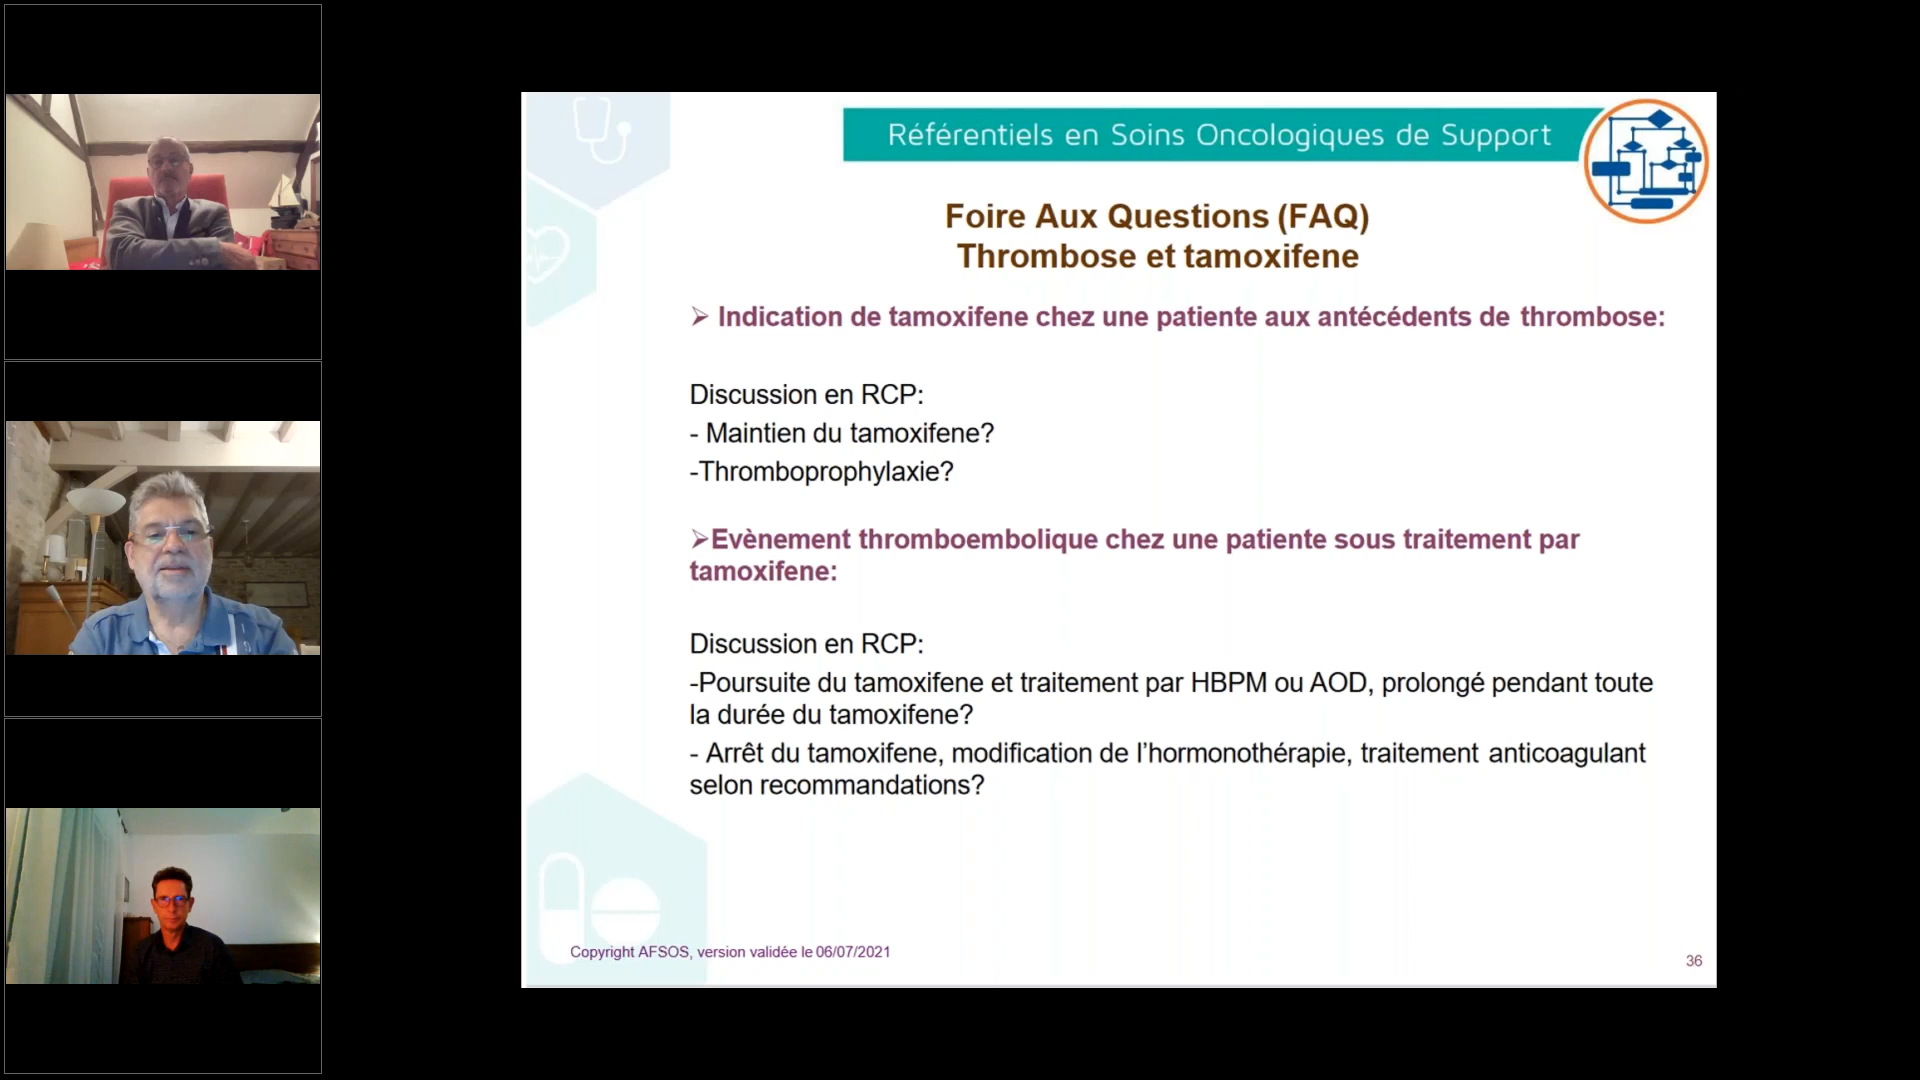 Référentiels en Soins Oncologiques de Support
Foire Aux Questions (FAQ)
Thrombose et tamoxifene
➢ Indication de tamoxifene chez une patiente aux antécédents de thrombose:
Discussion en RCP:
- Maintien du tamoxifene?
-Thromboprophylaxie?
➢Evènement thromboembolique chez une patiente sous traitement par
tamoxifene:
Discussion en RCP:
-Poursuite du tamoxifene et traitement par HBPM ou AOD, prolongé pendant toute
la durée du tamoxifene?
- Arrêt du tamoxifene, modification de l’hormonothérapie, traitement anticoagulant
selon recommandations?
Copyright AFSOS, version validée le 06/07/2021
36